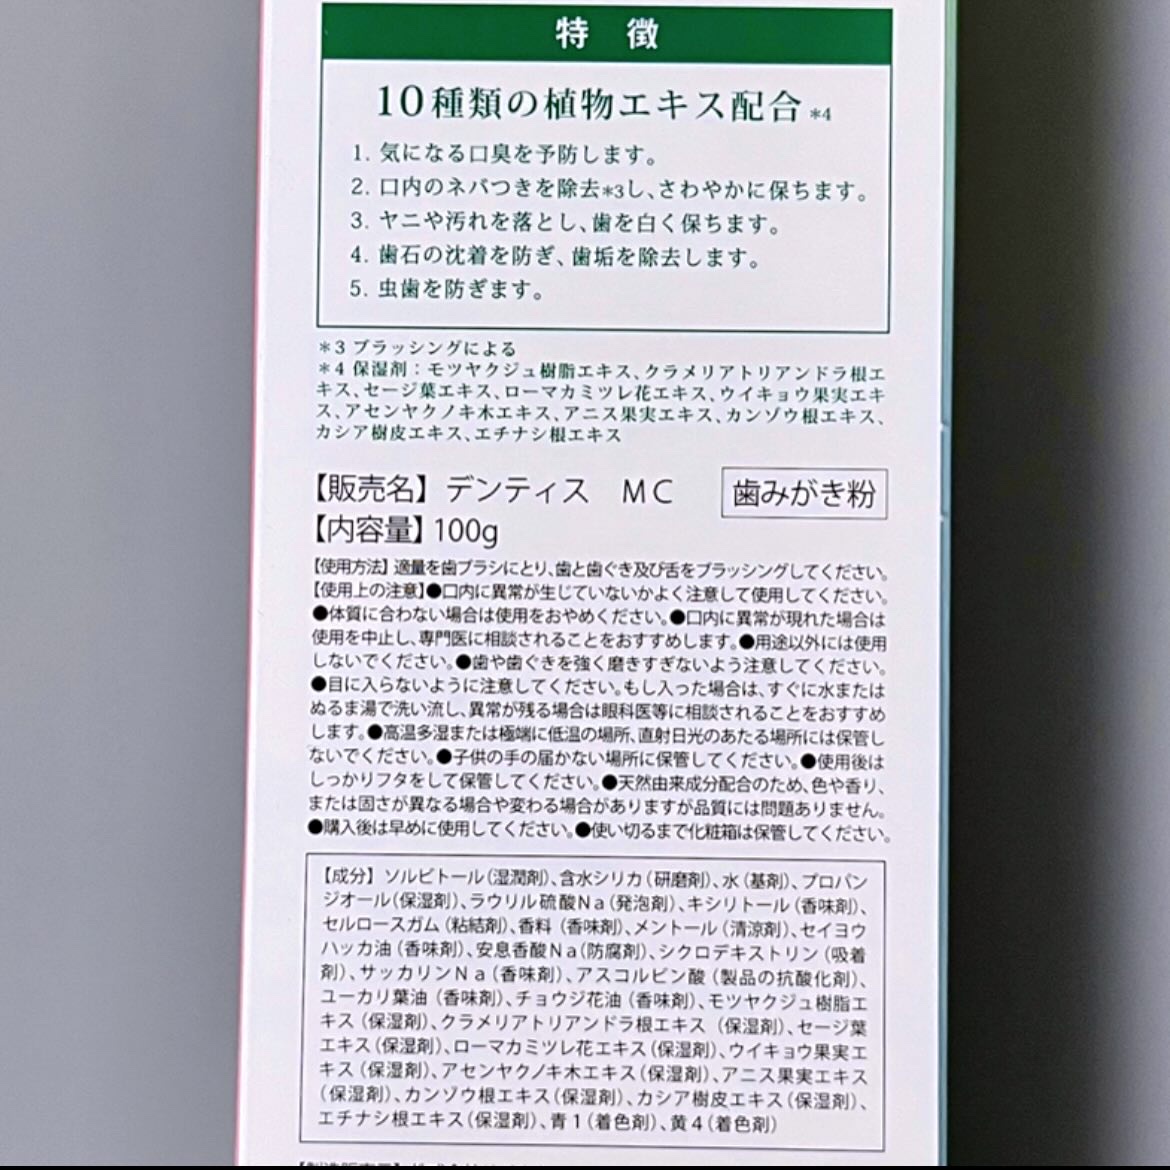 特 徴
10種類の植物エキス配合 *4
1. 気になる口臭を予防します。
2. 口内のネバつきを除去*3し、さわやかに保ちます。
3. ヤニや汚れを落とし、歯を白く保ちます。
4. 歯石の沈着を防ぎ、歯垢を除去します。
5. 虫歯を防ぎます。
*3 ブラッシングによる
*4 保湿剤：モツヤクジュ樹脂エキス、クラメリアトリアンドラ根エ
キス、セージ葉エキス、ローマカミツレ花エキス、ウイキョウ果実エキ
ス、アセンヤクノキ木エキス、アニス果実エキス、カンゾウ根エキス、
カシア樹皮エキス、エチナシ根エキス
【販売名】 デンティス MC 歯みがき粉
【内容量】 100g
【使用方法】 適量を歯ブラシにとり、歯と歯ぐき及び舌をブラッシングしてください。
【使用上の注意】●口内に異常が生じていないかよく注意して使用してください。
●体質に合わない場合は使用をおやめください。●口内に異常が現れた場合は
使用を中止し、専門医に相談されることをおすすめします。●用途以外には使用
しないでください。●歯や歯ぐきを強く磨きすぎないよう注意してください。
●目に入らないように注意してください。もし入った場合は、すぐに水または
ぬるま湯で洗い流し、異常が残る場合は眼科医等に相談されることをおすすめ
します。●高温多湿または極端に低温の場所、直射日光のあたる場所には保管し
ないでください。●子供の手の届かない場所に保管してください。●使用後は
しっかりフタをして保管してください。●天然由来成分配合のため、色や香り、
または固さが異なる場合や変わる場合がありますが品質には問題ありません。
●購入後は早めに使用してください。●使い切るまで化粧箱は保管してください。
【成分】 ソルビトール（湿潤剤）、含水シリカ（研磨剤）、水（基剤）、プロパン
ジオール（保湿剤）、ラウリル硫酸Na（発泡剤）、キシリトール（香味剤）、
セルロースガム（粘結剤）、香料（香味剤）、メントール（清涼剤）、セイヨウ
ハッカ油（香味剤）、安息香酸Na（防腐剤）、シクロデキストリン（吸着
剤）、サッカリンNa（香味剤）、アスコルビン酸（製品の抗酸化剤）、
ユーカリ葉油（香味剤）、チョウジ花油（香味剤）、モツヤクジュ樹脂エ
キス（保湿剤）、クラメリアトリアンドラ根エキス（保湿剤）、セージ葉
エキス（保湿剤）、ローマカミツレ花エキス（保湿剤）、ウイキョウ果実エ
キス（保湿剤）、アセンヤクノキ木エキス（保湿剤）、アニス果実エキス
（保湿剤）、カンゾウ根エキス（保湿剤）、カシア樹皮エキス（保湿剤）、
エチナシ根エキス（保湿剤）、青1（着色剤）、黄4（着色剤）